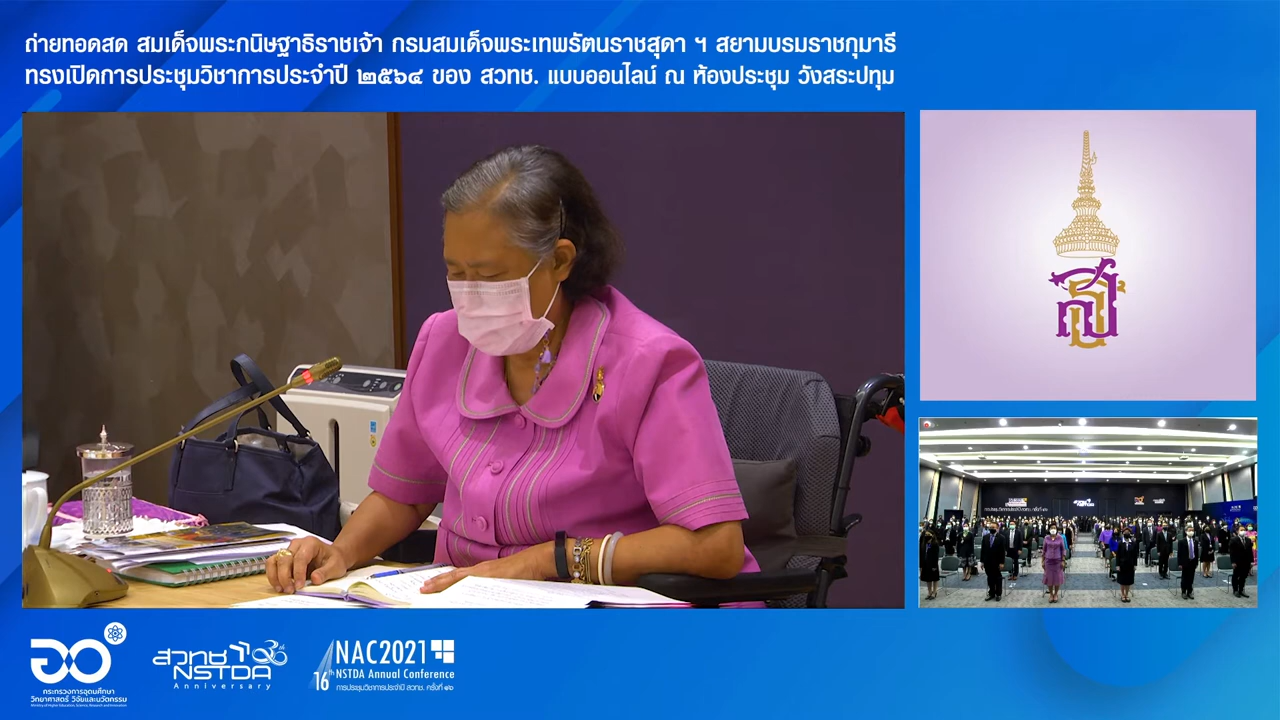 ถ่ายทอดสด สมเด็จพระกนิษฐาธิราชเจ้า กรมสมเด็จพระเทพรัตนราชสุดา ฯ สยามบรมราชกุมารี
ทรงเปิดการประชุมวิชาการประจำปี ๒๕๖๔ ของ สวทช. แบบออนไลน์ ณ ห้องประชุม วังสระปทุม
กระทรวงการอุดมศึกษา
วิทยาศาสตร์ วิจัยและนวัตกรรม
Ministry of Higher Education, Science, Research and Innovation
สวทช
NSTDA
Anniversary
NAC2021
16th NSTDA Annual Conference
การประชุมวิชาการประจำปี สวทช. ครั้งที่ ๑๖